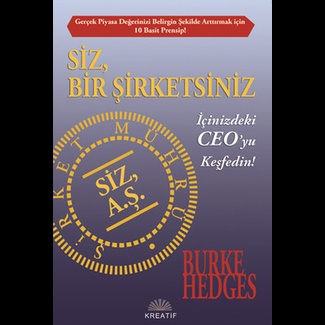 Gerçek Piyasa Değerinizi Belirgin Şekilde Arttırmak için
10 Basit Prensip!
SİZ,
BİR ŞİRKETSİNİZ
İçinizdeki
CEO'yu
Keşfedin!
ŞİRKET MÜHRÜ
SİZ,
A.Ş.
BURKE
HEDGES
KREATİF